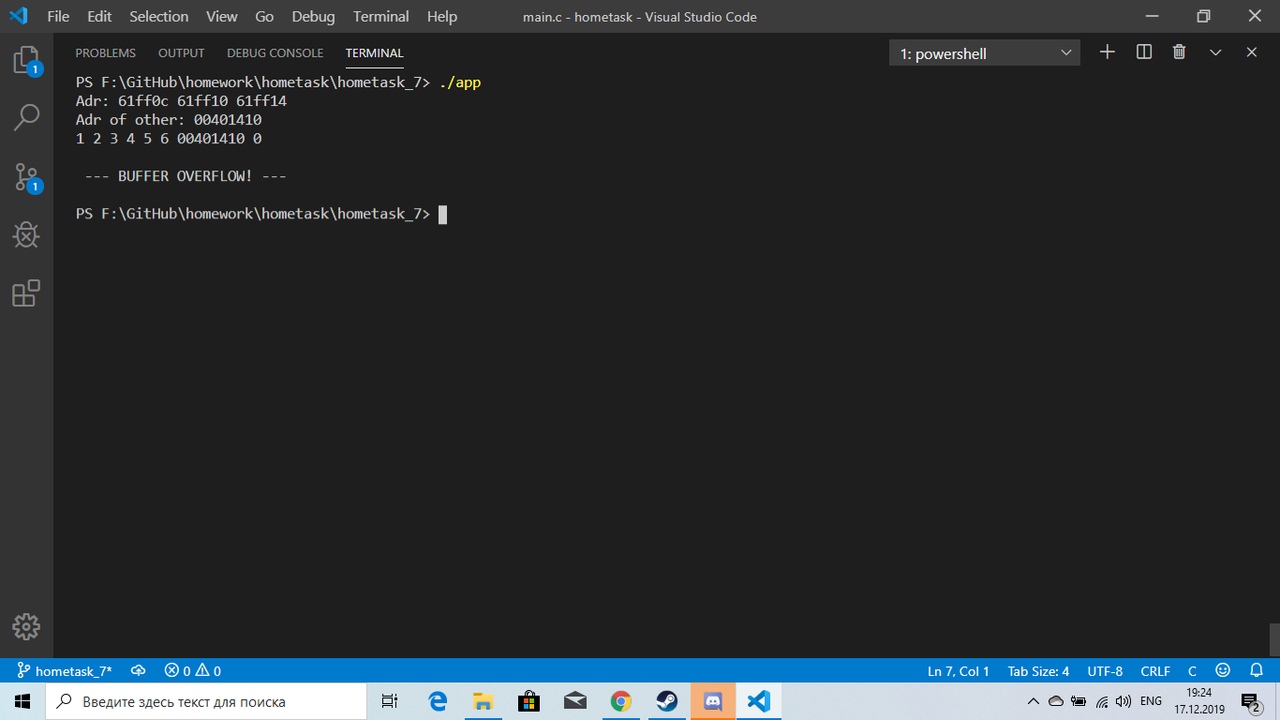 File Edit Selection View Go Debug Terminal Help main.c - hometask - Visual Studio Code
PROBLEMS OUTPUT DEBUG CONSOLE TERMINAL 1: powershell
PS F:\GitHub\homework\hometask\hometask_7> ./app
Adr: 61ff0c 61ff10 61ff14
Adr of other: 00401410
1 2 3 4 5 6 00401410 0
--- BUFFER OVERFLOW! ---
PS F:\GitHub\homework\hometask\hometask_7>
1
1
hometask_7* 0 0 Ln 7, Col 1 Tab Size: 4 UTF-8 CRLF C
Введите здесь текст для поиска ENG 19:24
17.12.2019 2